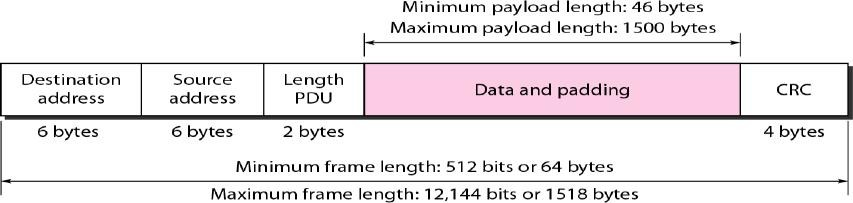 Minimum payload length: 46 bytes
Maximum payload length: 1500 bytes
Destination
address
Source
address
Length
PDU
Data and padding
CRC
6 bytes
6 bytes
2 bytes
4 bytes
Minimum frame length: 512 bits or 64 bytes
Maximum frame length: 12,144 bits or 1518 bytes